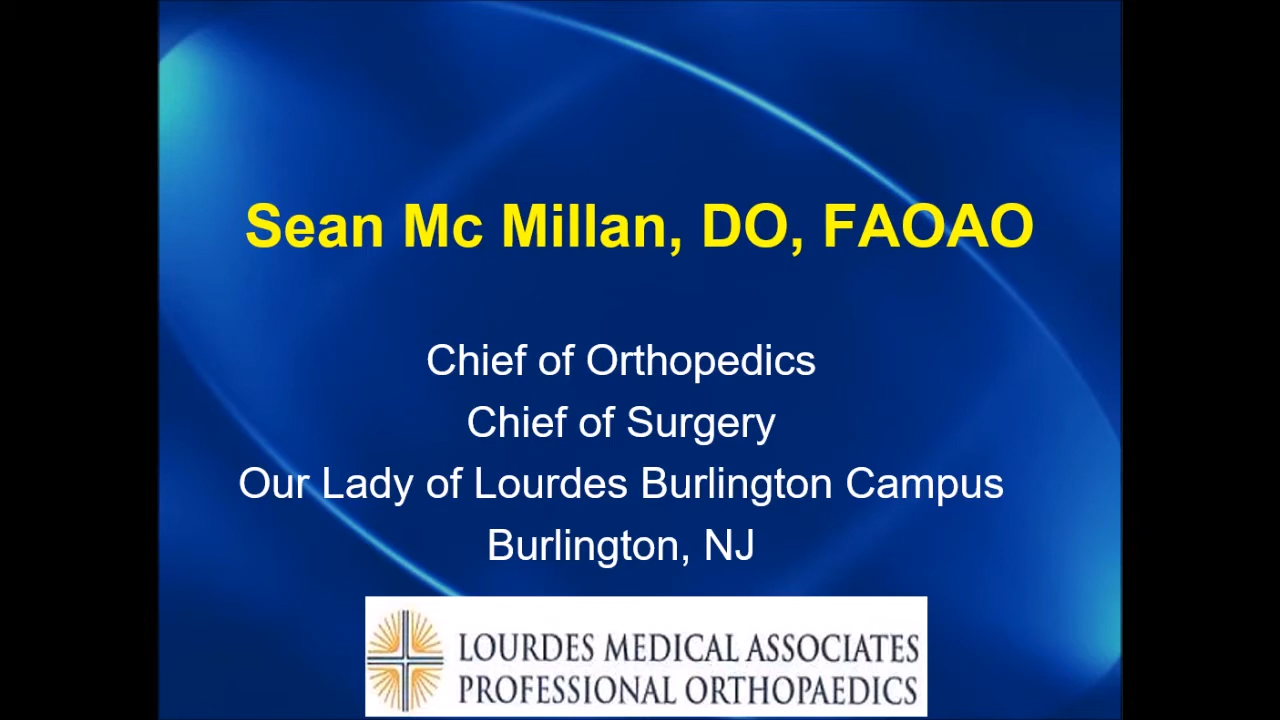 Sean Mc Millan, DO, FAOAO
Chief of Orthopedics
Chief of Surgery
Our Lady of Lourdes Burlington Campus
Burlington, NJ
LOURDES MEDICAL ASSOCIATES
PROFESSIONAL ORTHOPAEDICS